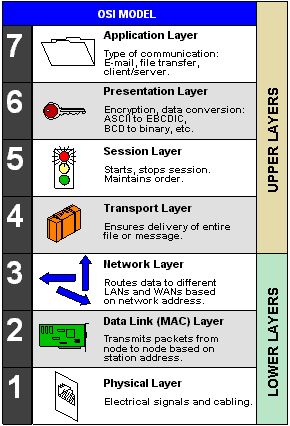 OSI MODEL
7
Application Layer
Type of communication:
E-mail, file transfer,
client/server.
6
Presentation Layer
Encryption, data conversion:
ASCII to EBCDIC,
BCD to binary, etc.
5
Session Layer
Starts, stops session.
Maintains order.
4
Transport Layer
Ensures delivery of entire
file or message.
UPPER LAYERS
3
Network Layer
Routes data to different
LANs and WANs based
on network address.
2
Data Link (MAC) Layer
Transmits packets from
node to node based on
station address.
1
Physical Layer
Electrical signals and cabling.
LOWER LAYERS